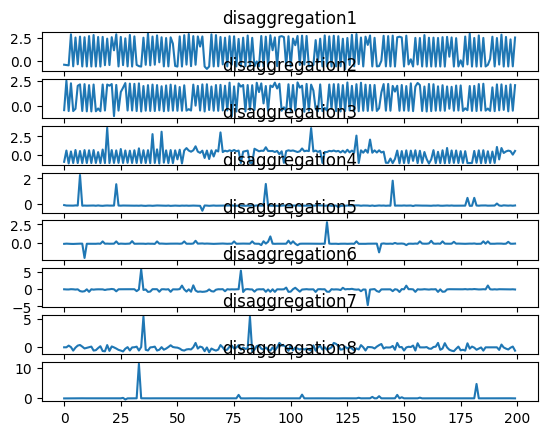 disaggregation1
2.5
0.0
disaggregation2
2.5
0.0
disaggregation3
2.5
0.0
disaggregation4
2
0
disaggregation5
2.5
0.0
disaggregation6
5
0
−5
disaggregation7
5
0
disaggregation8
10
0
0 25 50 75 100 125 150 175 200